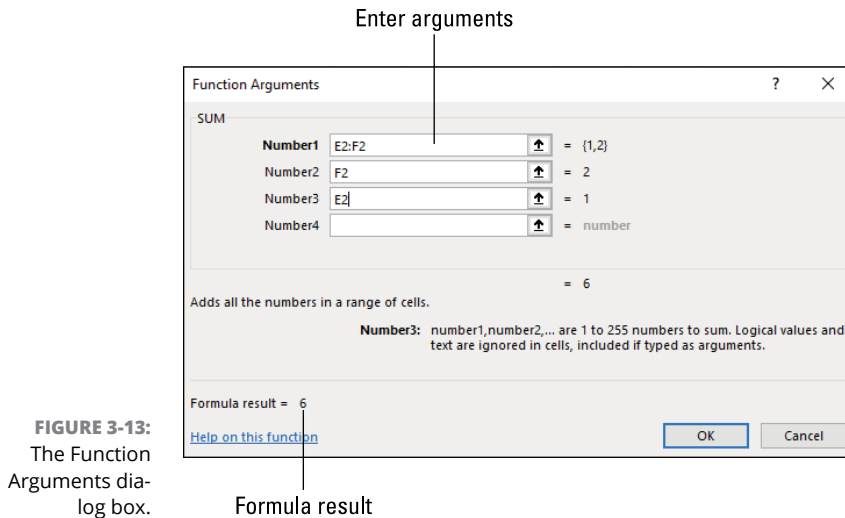 Enter arguments
Function Arguments ? ×
SUM
Number1 E2:F2 = {1,2}
Number2 F2 = 2
Number3 E2 = 1
Number4 = number
= 6
Adds all the numbers in a range of cells.
Number3: number1,number2,... are 1 to 255 numbers to sum. Logical values and
text are ignored in cells, included if typed as arguments.
Formula result = 6
Help on this function OK Cancel
FIGURE 3-13:
The Function
Arguments dia-
log box.
Formula result